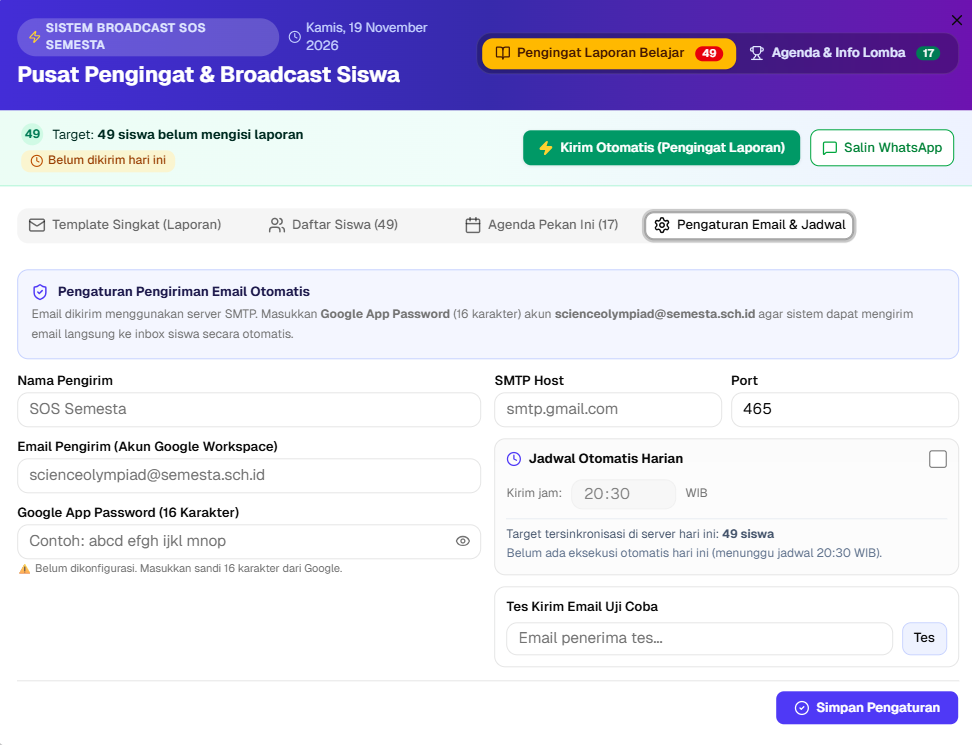 SISTEM BROADCAST SOS
SEMESTA
Kamis, 19 November
2026
Pusat Pengingat & Broadcast Siswa
Pengingat Laporan Belajar 49
Agenda & Info Lomba 17
49 Target: 49 siswa belum mengisi laporan
Belum dikirim hari ini
Kirim Otomatis (Pengingat Laporan)
Salin WhatsApp
Template Singkat (Laporan)
Daftar Siswa (49)
Agenda Pekan Ini (17)
Pengaturan Email & Jadwal
Pengaturan Pengiriman Email Otomatis
Email dikirim menggunakan server SMTP. Masukkan Google App Password (16 karakter) akun scienceolympiad@semesta.sch.id agar sistem dapat mengirim
email langsung ke inbox siswa secara otomatis.
Nama Pengirim
SOS Semesta
Email Pengirim (Akun Google Workspace)
scienceolympiad@semesta.sch.id
Google App Password (16 Karakter)
Contoh: abcd efgh ijkl mnop
Belum dikonfigurasi. Masukkan sandi 16 karakter dari Google.
SMTP Host
smtp.gmail.com
Port
465
Jadwal Otomatis Harian
Kirim jam: 20:30 WIB
Target tersinkronisasi di server hari ini: 49 siswa
Belum ada eksekusi otomatis hari ini (menunggu jadwal 20:30 WIB).
Tes Kirim Email Uji Coba
Email penerima tes...
Tes
Simpan Pengaturan